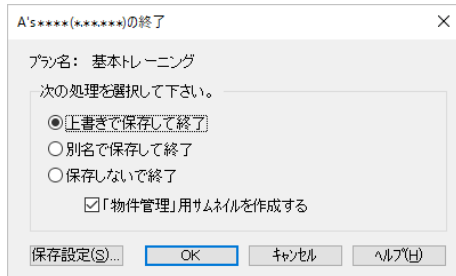 A's****(*.**.***)の終了
プラン名： 基本トレーニング
次の処理を選択して下さい。
上書きで保存して終了
別名で保存して終了
保存しないで終了
「物件管理」用サムネイルを作成する
保存設定(S)... OK キャンセル ヘルプ(H)